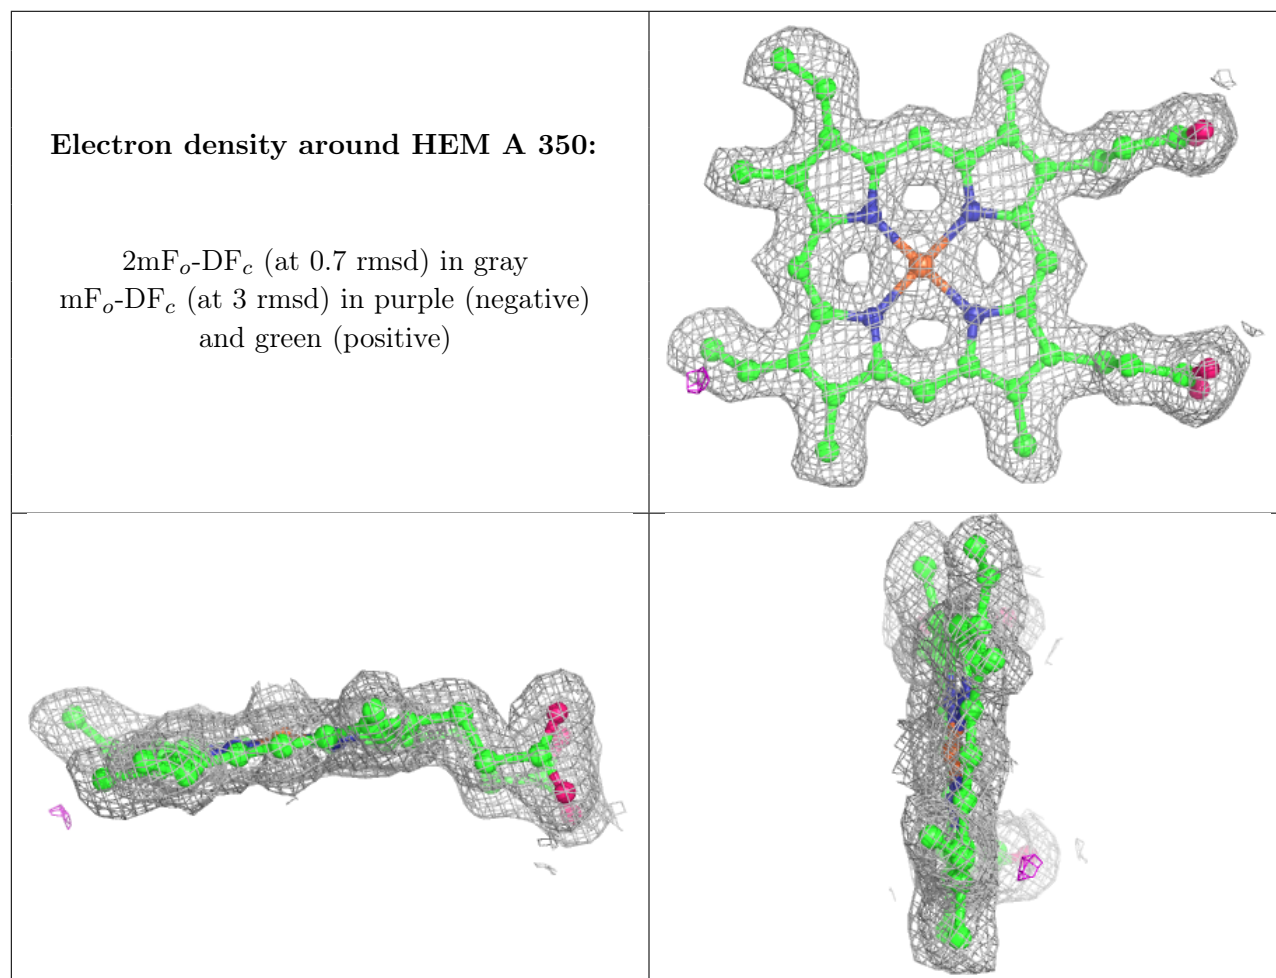 Electron density around HEM A 350:
2mFₒ-DF𝒸 (at 0.7 rmsd) in gray
mFₒ-DF𝒸 (at 3 rmsd) in purple (negative)
and green (positive)